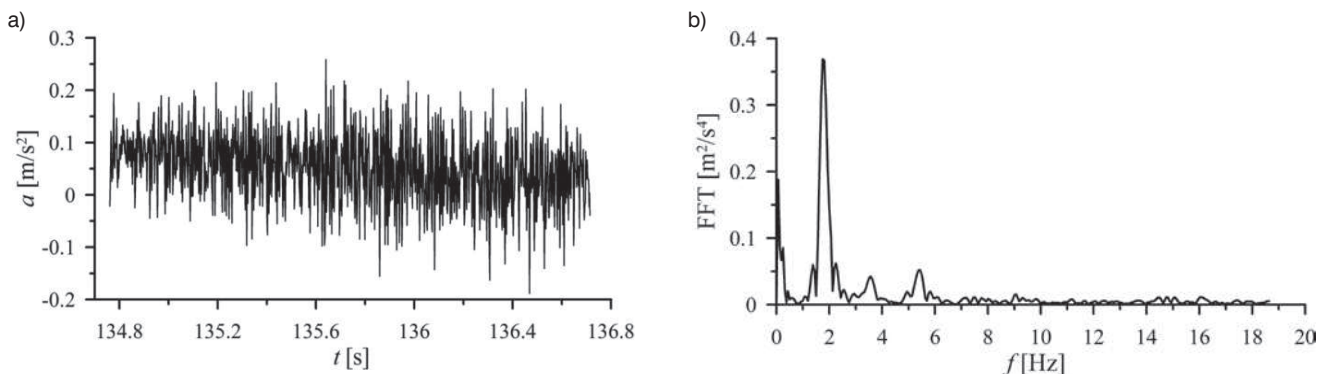 a)
0.3
0.2
0.1
0
-0.1
-0.2
a [m/s²]
134.8 135.2 135.6 136 136.4 136.8
t [s]
b)
0.4
0.3
0.2
0.1
0
FFT [m²/s⁴]
0 2 4 6 8 10 12 14 16 18 20
f [Hz]